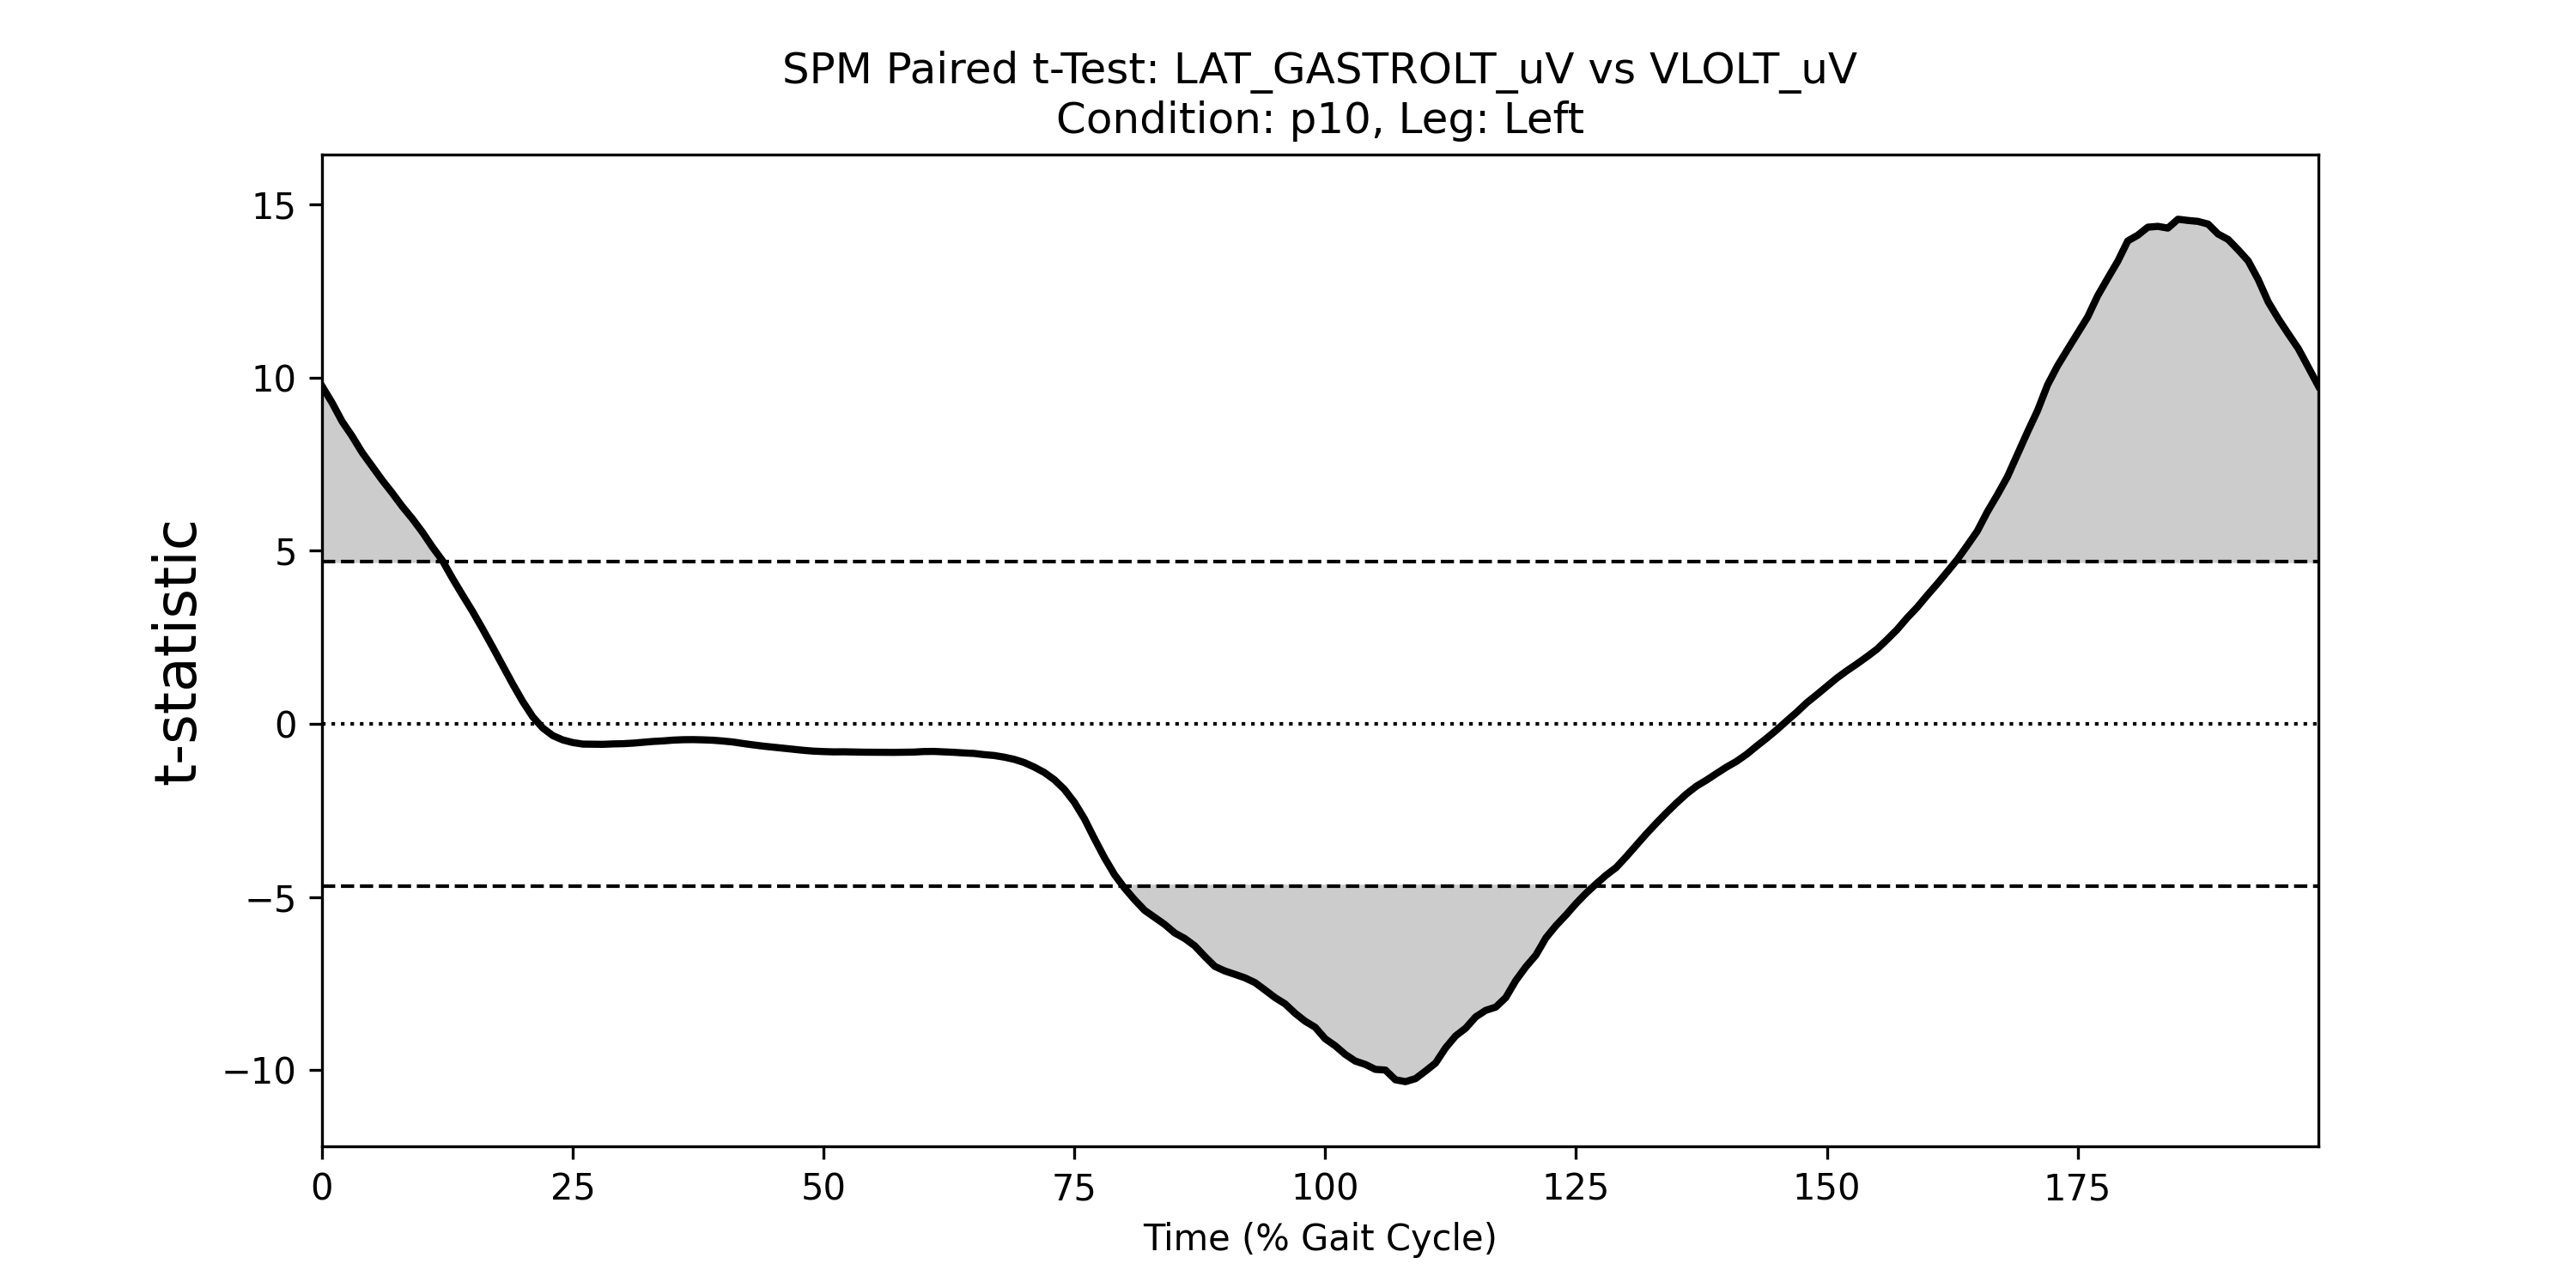 SPM Paired t-Test: LAT_GASTROLT_uV vs VLOLT_uV
Condition: p10, Leg: Left
t-statistic
15
10
5
0
−5
−10
0 25 50 75 100 125 150 175
Time (% Gait Cycle)